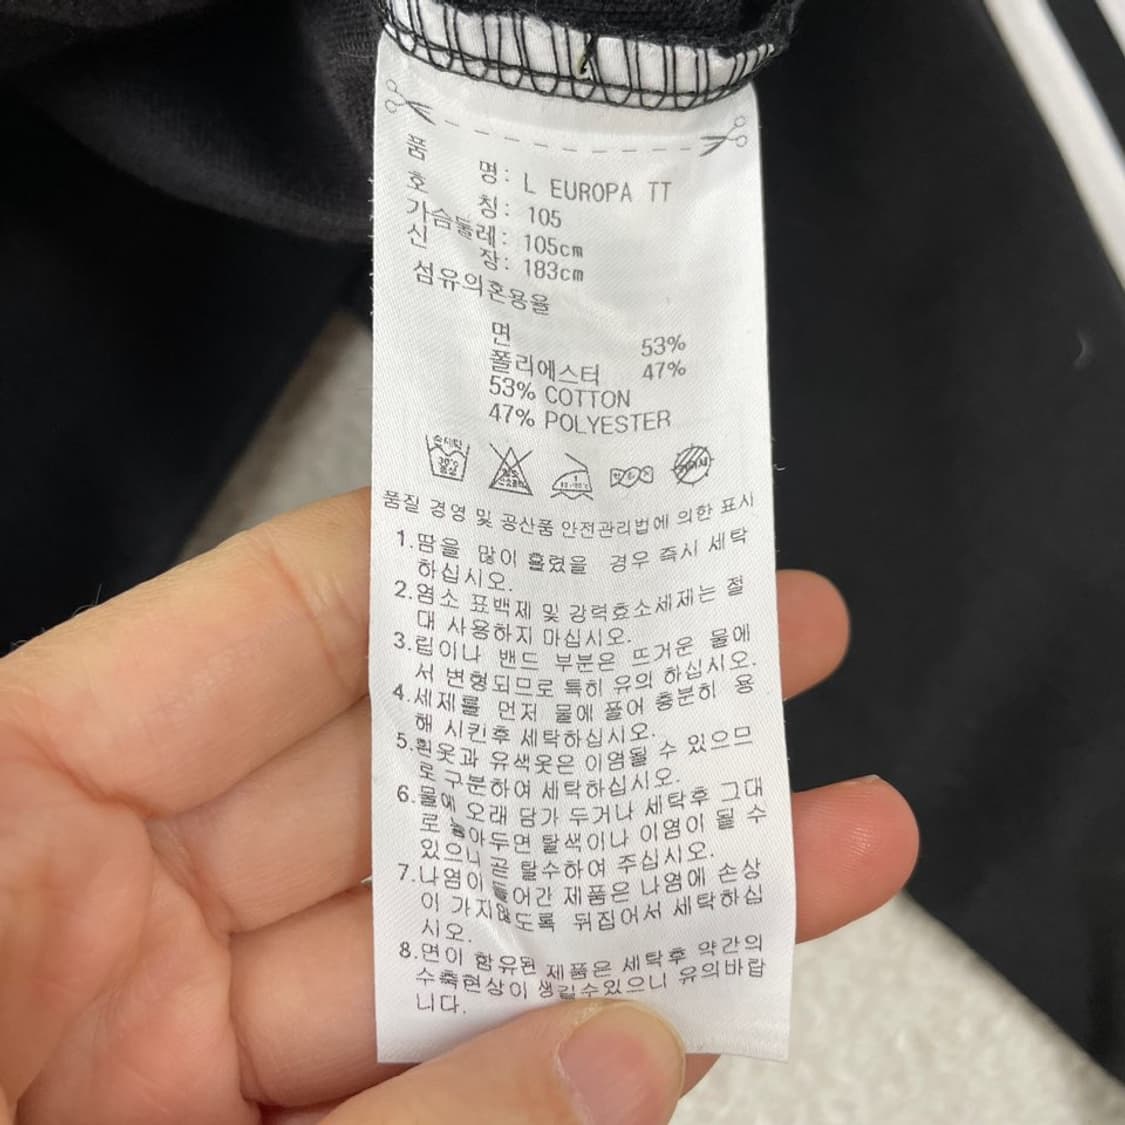 품 명: L EUROPA TT
호 칭: 105
가슴둘레: 105cm
신 장: 183cm
섬유의혼용율
면 53%
폴리에스터 47%
53% COTTON
47% POLYESTER
손세탁
30℃
중성
품질 경영 및 공산품 안전관리법에 의한 표시
1.땀을 많이 흘렸을 경우 즉시 세탁
하십시오.
2.염소 표백제 및 강력효소세제는 절
대 사용하지 마십시오.
3.립이나 밴드 부분은 뜨거운 물에
서 변형되므로 특히 유의 하십시오.
4.세제를 먼저 물에 풀어 충분히 용
해 시킨후 세탁하십시오.
5.흰옷과 유색옷은 이염될 수 있으므
로 구분하여 세탁하십시오.
6.물에 오래 담가 두거나 세탁후 그대
로 놓아두면 탈색이나 이염이 될 수
있으니 곧 탈수하여 주십시오.
7.나염이 들어간 제품은 나염에 손상
이 가지않도록 뒤집어서 세탁하십
시오.
8.면이 함유된 제품은 세탁후 약간의
수축현상이 생길수있으니 유의바랍
니다.